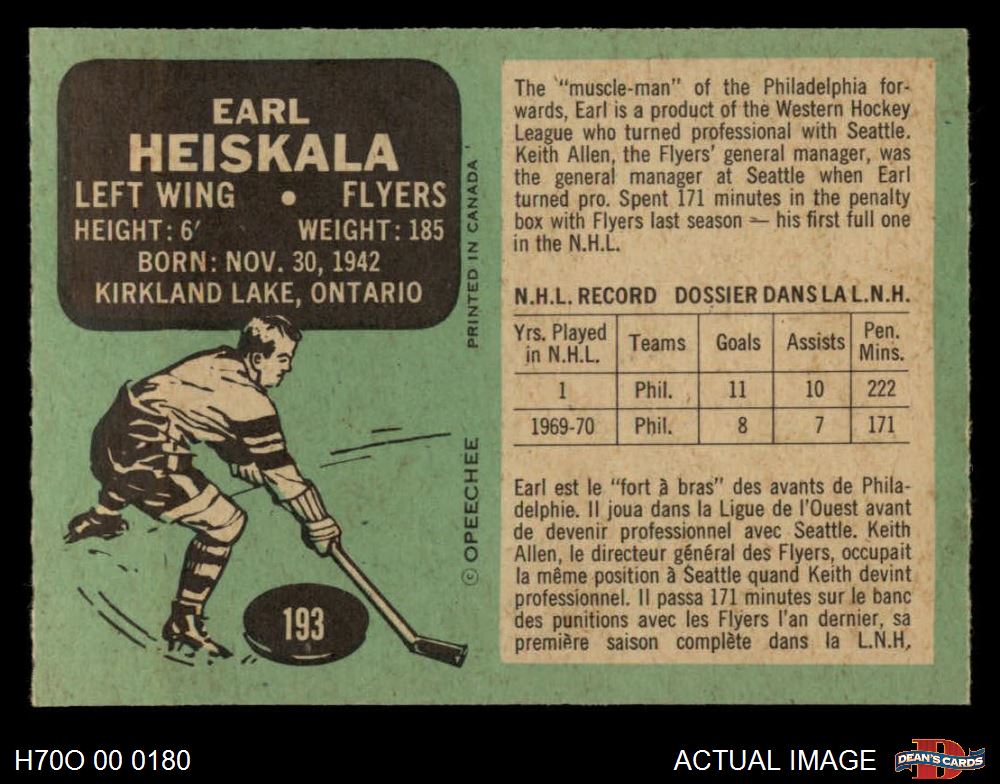 EARL
HEISKALA
LEFT WING • FLYERS
HEIGHT: 6′ WEIGHT: 185
BORN: NOV. 30, 1942
KIRKLAND LAKE, ONTARIO
193
© OPEECHEE
PRINTED IN CANADA
The "muscle-man" of the Philadelphia for-
wards, Earl is a product of the Western Hockey
League who turned professional with Seattle.
Keith Allen, the Flyers' general manager, was
the general manager at Seattle when Earl
turned pro. Spent 171 minutes in the penalty
box with Flyers last season — his first full one
in the N.H.L.
N.H.L. RECORD DOSSIER DANS LA L.N.H.
Yrs. Played in N.H.L. Teams Goals Assists Pen. Mins.
1 Phil. 11 10 222
1969-70 Phil. 8 7 171
Earl est le "fort à bras" des avants de Phila-
delphie. Il joua dans la Ligue de l'Ouest avant
de devenir professionnel avec Seattle. Keith
Allen, le directeur général des Flyers, occupait
la même position à Seattle quand Keith devint
professionnel. Il passa 171 minutes sur le banc
des punitions avec les Flyers l'an dernier, sa
première saison complète dans la L.N.H.
H70O 00 0180
ACTUAL IMAGE
D
DEAN'S CARDS